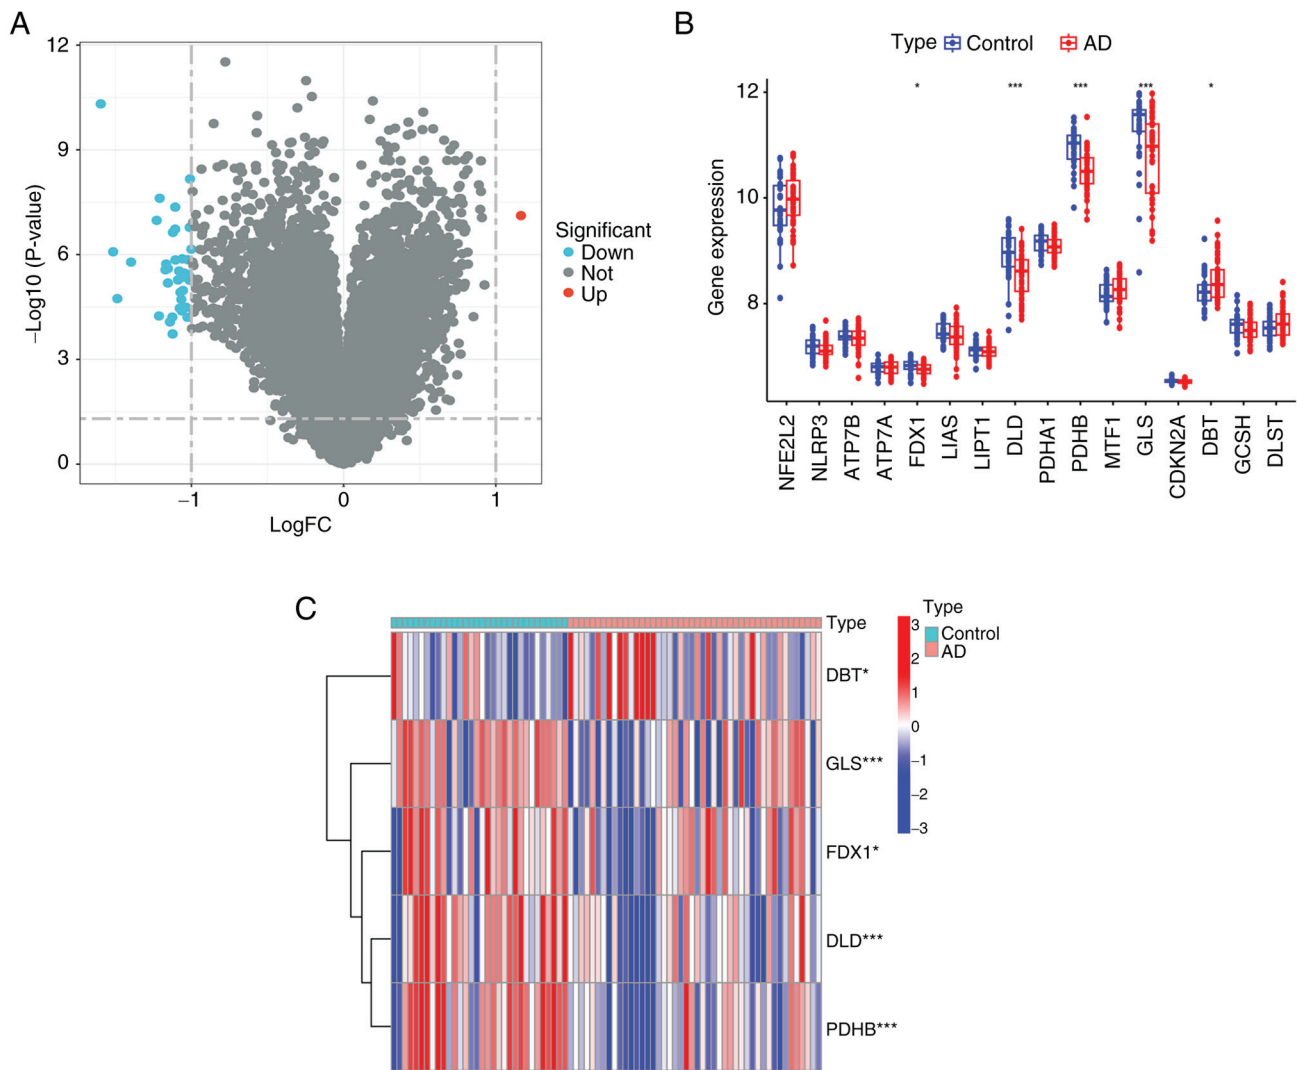 A
12
9
6
3
0
−1
0
1
−Log10 (P-value)
LogFC
Significant
Down
Not
Up
B
Type Control AD
12
10
8
Gene expression
* *** *** *** *
NFE2L2
NLRP3
ATP7B
ATP7A
FDX1
LIAS
LIPT1
DLD
PDHA1
PDHB
MTF1
GLS
CDKN2A
DBT
GCSH
DLST
C
Type
DBT*
GLS***
FDX1*
DLD***
PDHB***
3
2
1
0
−1
−2
−3
Type
Control
AD